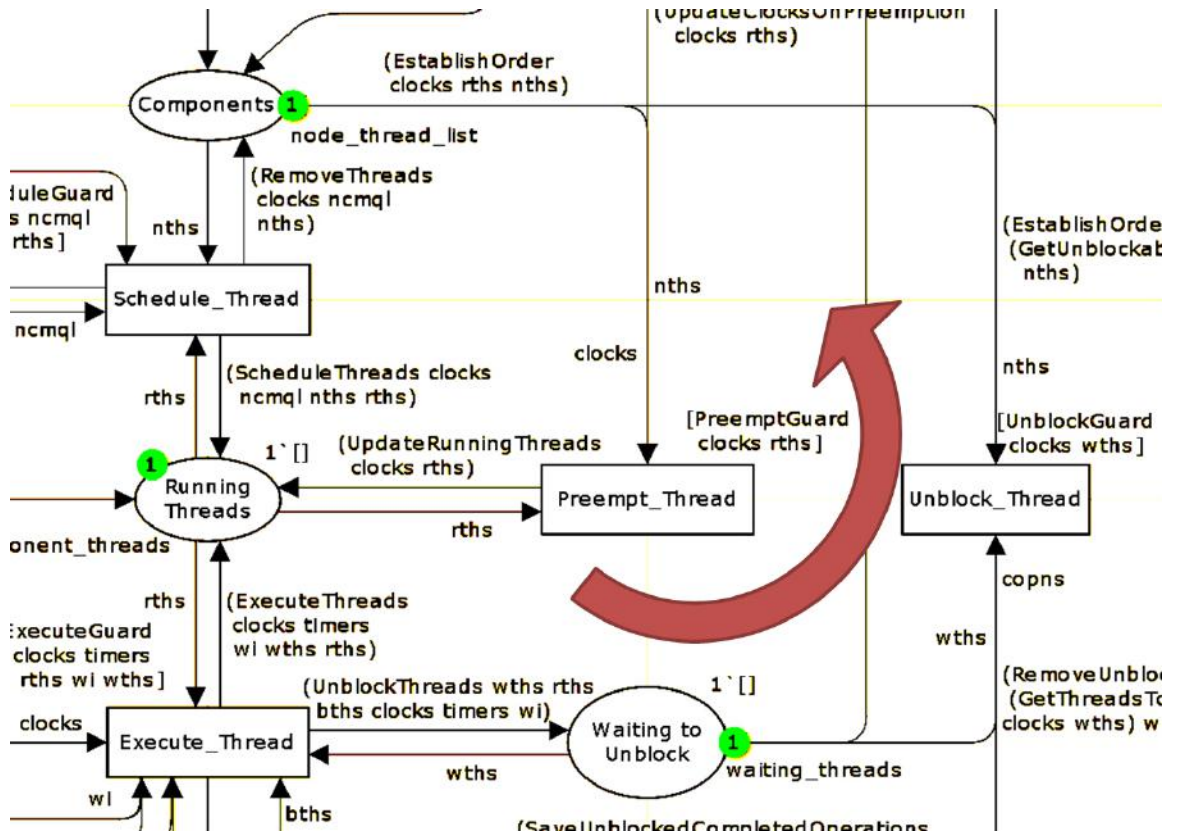 (UpdateClocksOnPreemption
clocks rths)
(EstablishOrder
clocks rths nths)
Components
1
node_thread_list
(RemoveThreads
clocks ncmql
nths)
duleGuard
s ncmql
rths]
nths
(EstablishOrde
(GetUnblockab
nths)
Schedule_Thread
nths
ncmql
clocks
(ScheduleThreads clocks
ncmql nths rths)
nths
rths
[PreemptGuard
clocks rths]
[UnblockGuard
clocks wths]
1`[]
(UpdateRunningThreads
clocks rths)
1
Running
Threads
Preempt_Thread
Unblock_Thread
rths
onent_threads
copns
rths
(ExecuteThreads
clocks timers
wi wths rths)
wths
ExecuteGuard
clocks timers
rths wi wths]
(UnblockThreads wths rths
bths clocks timers wi)
1`[]
(RemoveUnbloc
(GetThreadsTo
clocks wths) w
clocks
Execute_Thread
Waiting to
Unblock
1
waiting_threads
wths
wi
bths
(SaveUnblockedCompletedOperations